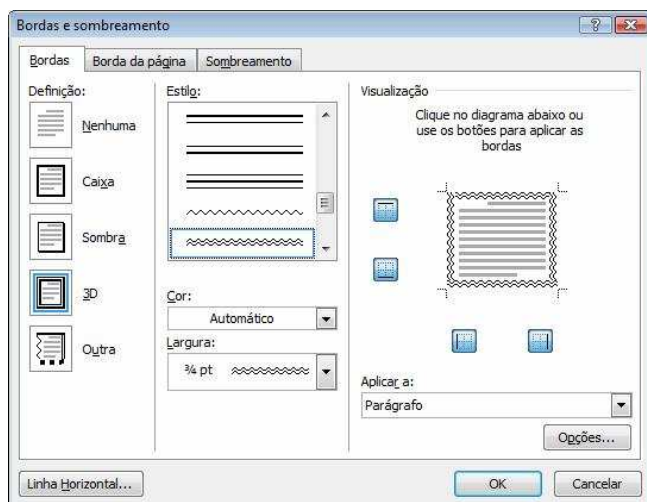 Bordas e sombreamento
Bordas
Borda da página
Sombreamento
Definição:
Nenhuma
Caixa
Sombra
3D
Outra
Estilo:
Cor:
Automático
Largura:
¾ pt
Visualização
Clique no diagrama abaixo ou
use os botões para aplicar as
bordas
Aplicar a:
Parágrafo
Opções...
Linha Horizontal...
OK
Cancelar